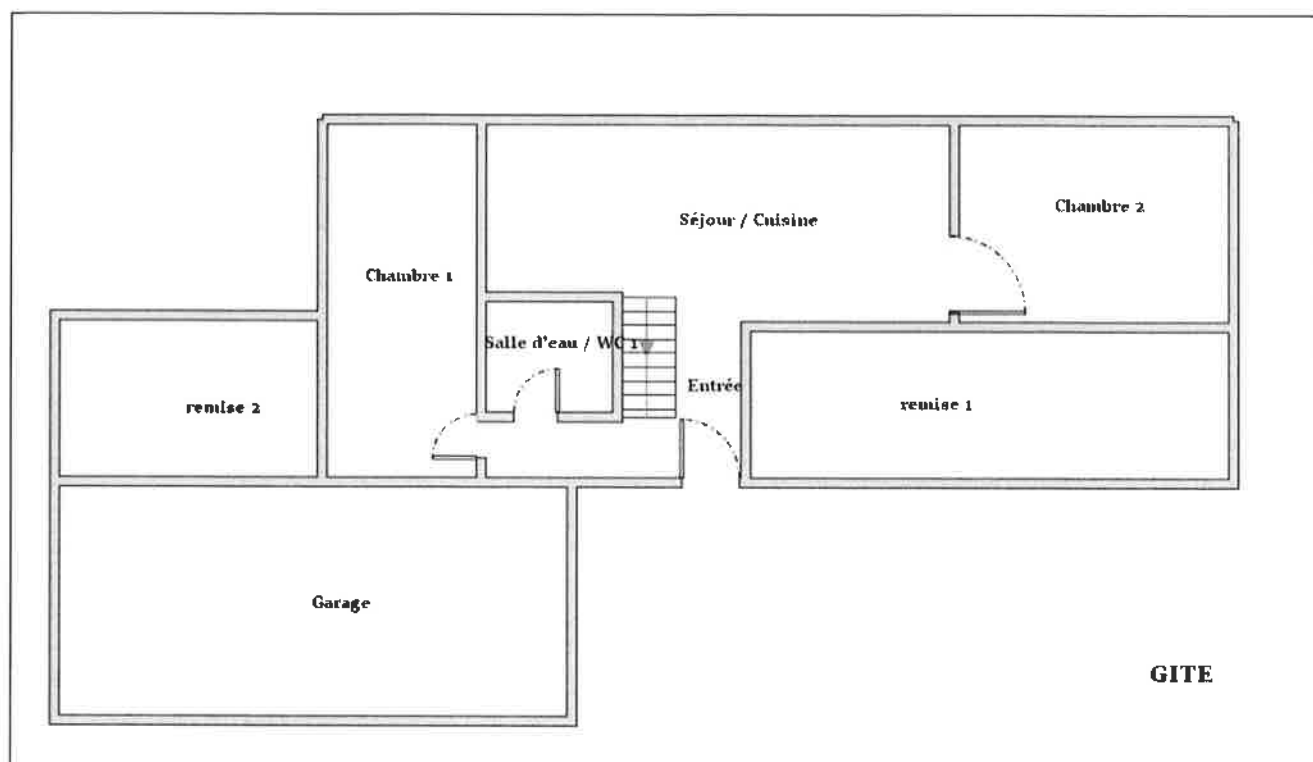 Séjour / Cuisine
Chambre 2
Chambre 1
Salle d'eau / WC 1
Entrée
remise 2
remise 1
Garage
GITE